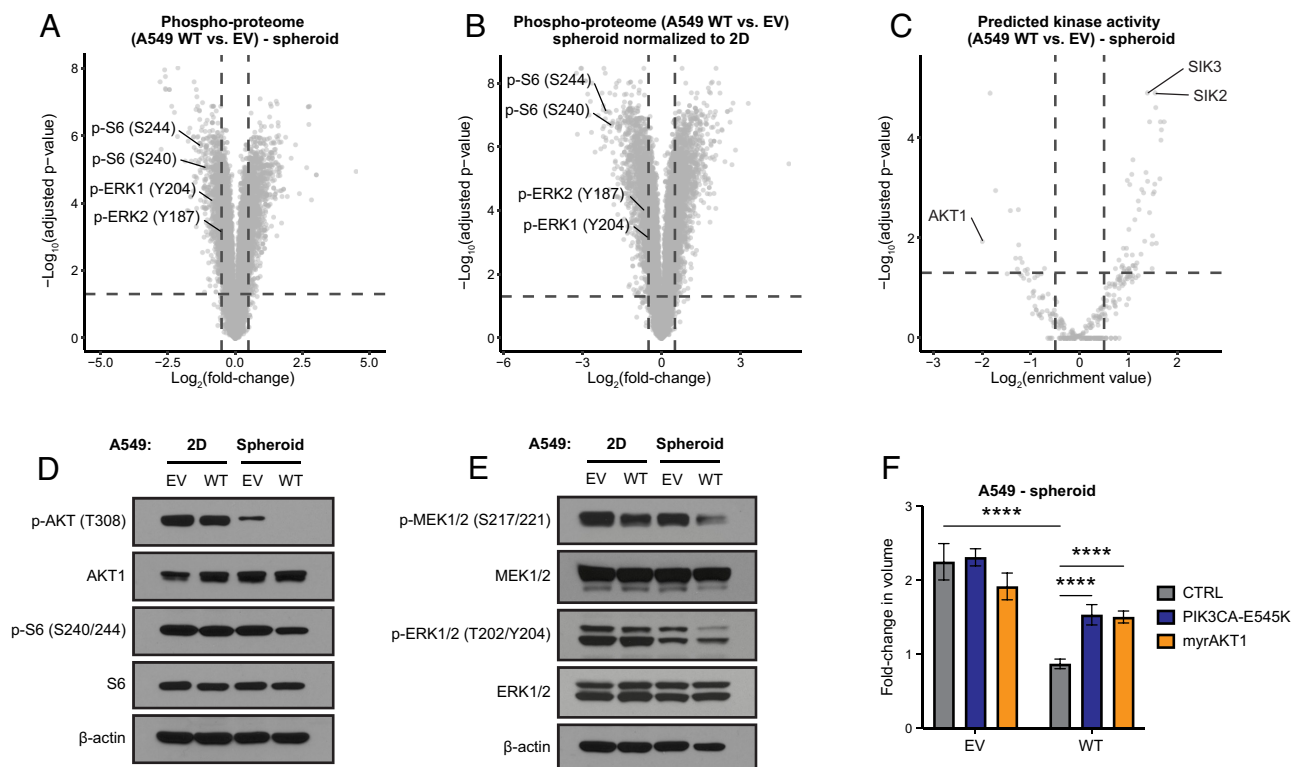 A
Phospho-proteome
(A549 WT vs. EV) - spheroid
8
6
4
2
0
−Log10(adjusted p−value)
p-S6 (S244)
p-S6 (S240)
p-ERK1 (Y204)
p-ERK2 (Y187)
−5.0 −2.5 0.0 2.5 5.0
Log2(fold−change)
B
Phospho-proteome (A549 WT vs. EV)
spheroid normalized to 2D
8
6
4
2
0
−Log10(adjusted p−value)
p-S6 (S244)
p-S6 (S240)
p-ERK2 (Y187)
p-ERK1 (Y204)
−6 −3 0 3
Log2(fold−change)
C
Predicted kinase activity
(A549 WT vs. EV) - spheroid
4
2
0
−Log10(adjusted p−value)
SIK3
SIK2
AKT1
−3 −2 −1 0 1 2
Log2(enrichment value)
D
A549: 2D Spheroid
EV WT EV WT
p-AKT (T308)
AKT1
p-S6 (S240/244)
S6
β-actin
E
A549: 2D Spheroid
EV WT EV WT
p-MEK1/2 (S217/221)
MEK1/2
p-ERK1/2 (T202/Y204)
ERK1/2
β-actin
F
A549 - spheroid
3
2
1
0
Fold-change in volume
****
****
****
EV WT
CTRL
PIK3CA-E545K
myrAKT1